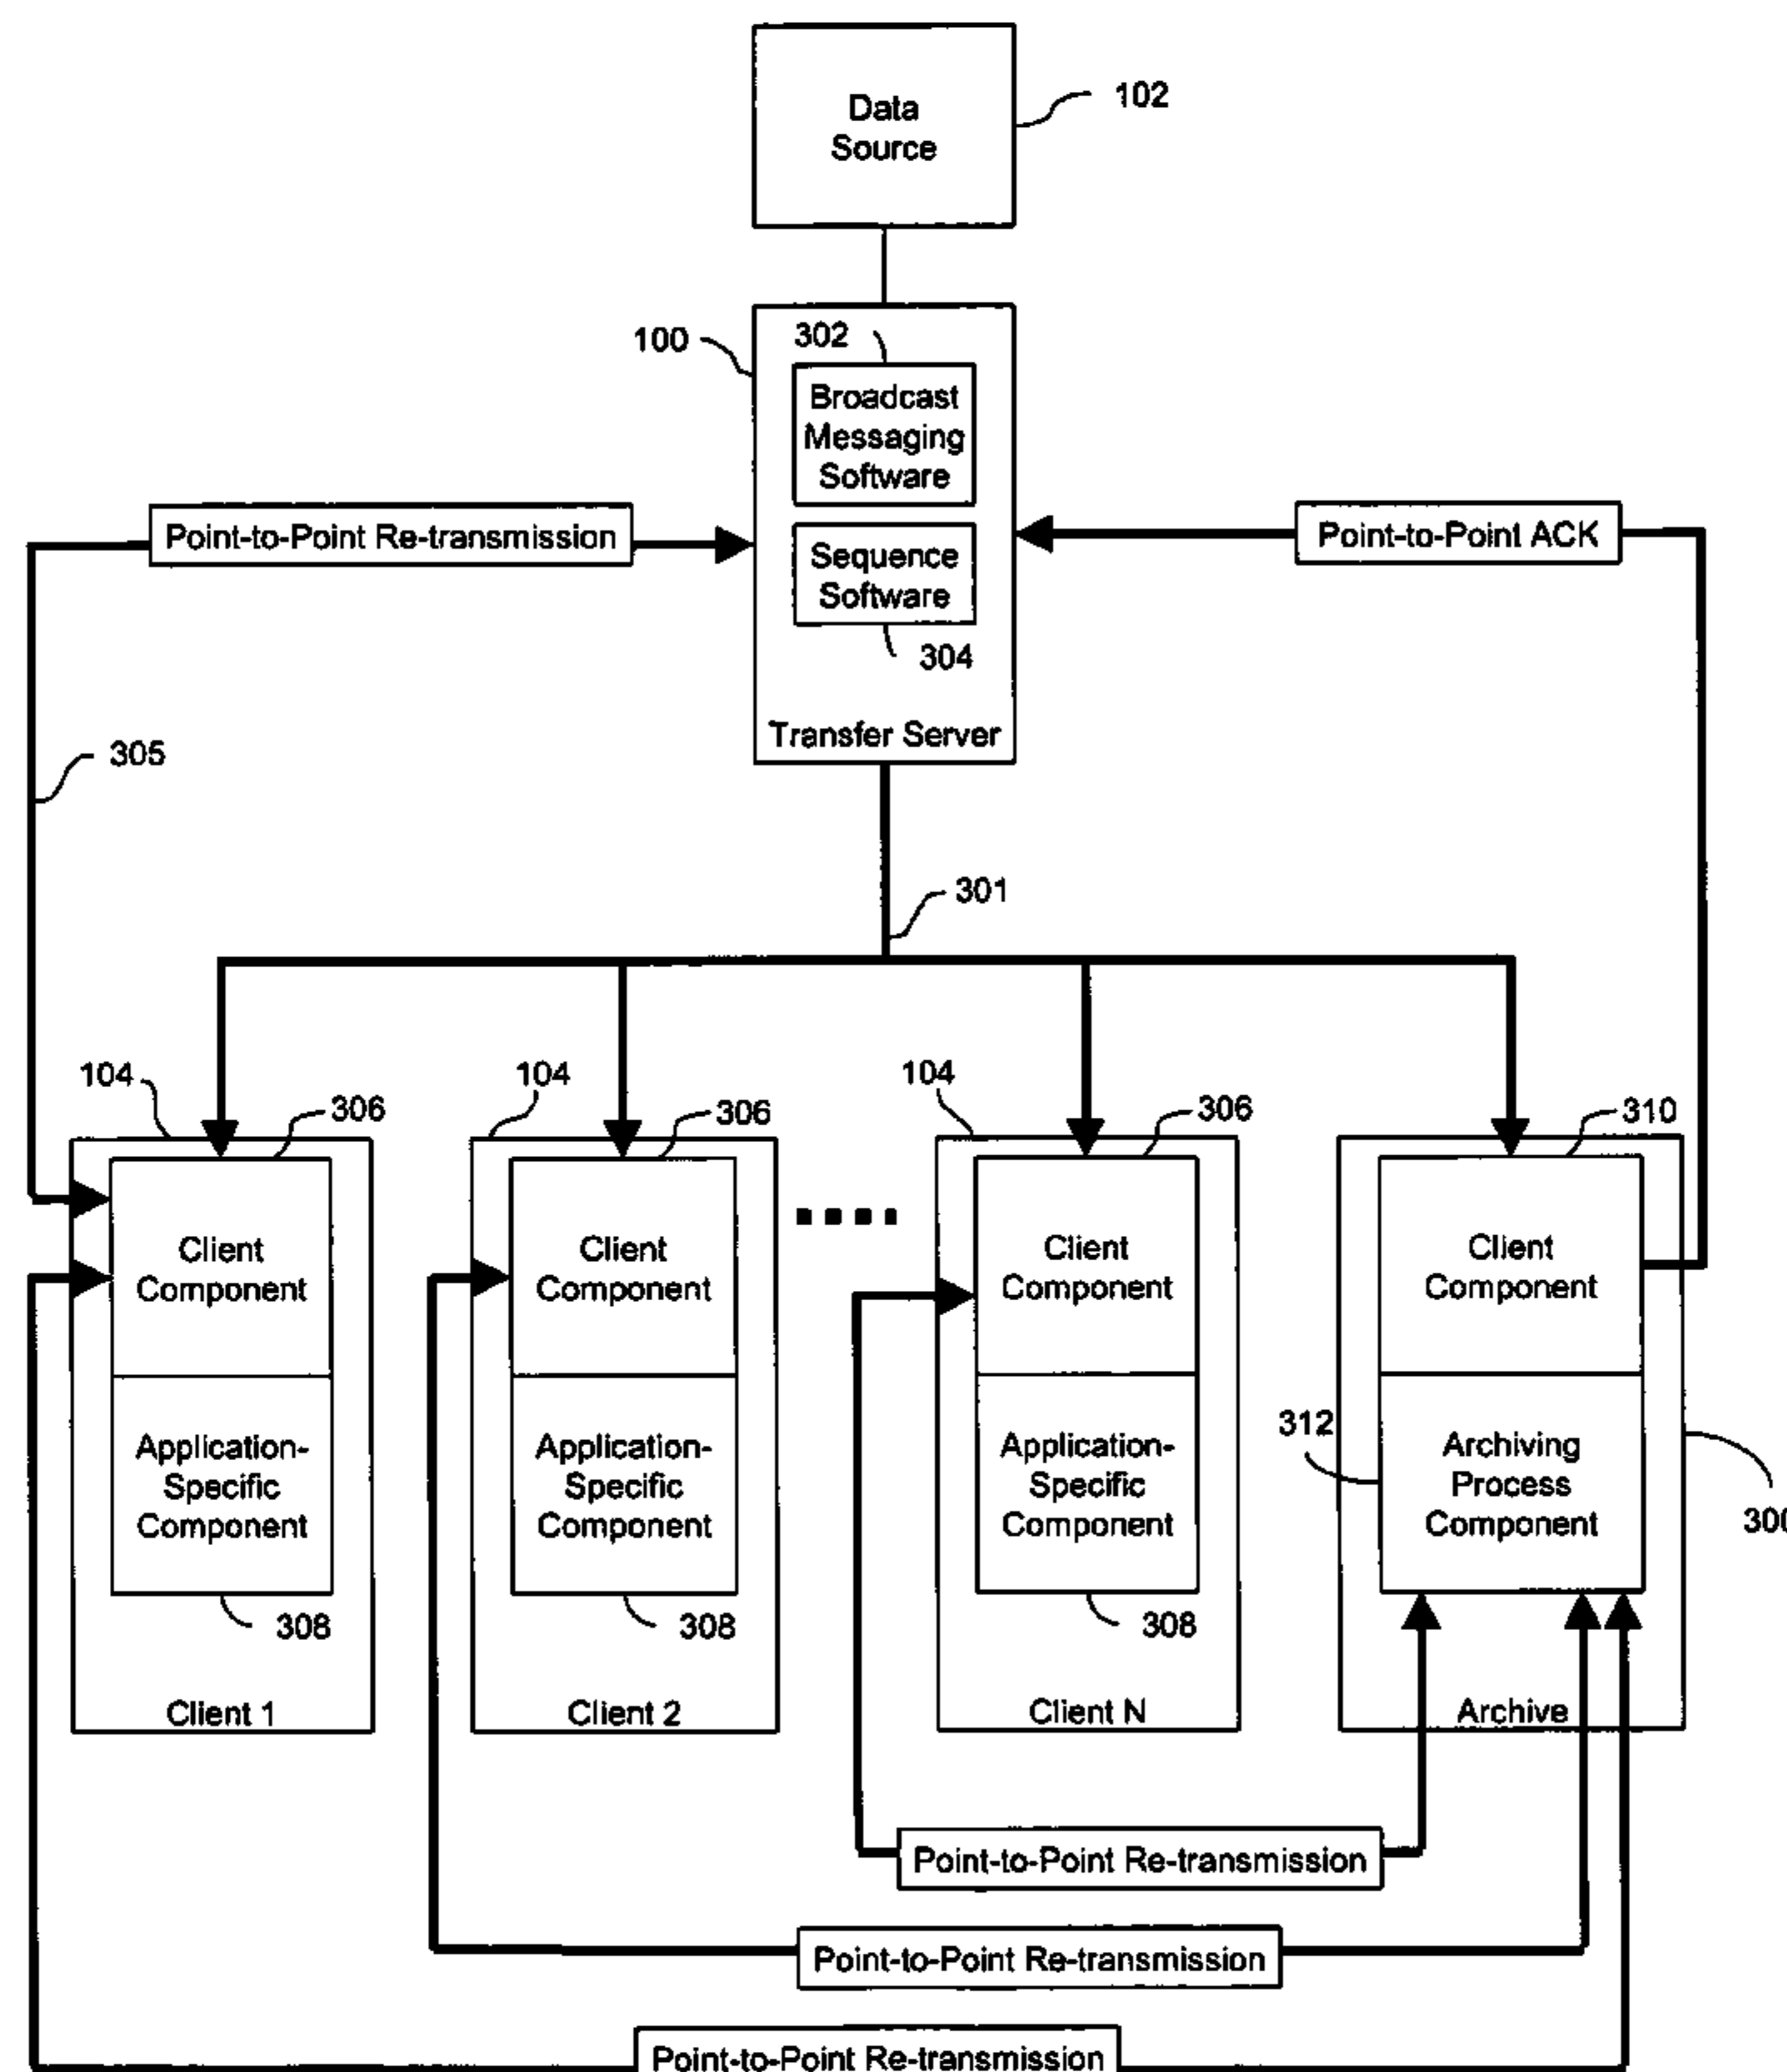 Data
Source
102
100
302
Broadcast
Messaging
Software
Point-to-Point Re-transmission
Point-to-Point ACK
Sequence
Software
304
Transfer Server
305
301
104
104
104
306
306
306
310
Client
Component
Client
Component
Client
Component
Client
Component
312
Application-
Specific
Component
Application-
Specific
Component
Application-
Specific
Component
Archiving
Process
Component
300
308
308
308
Client 1
Client 2
Client N
Archive
Point-to-Point Re-transmission
Point-to-Point Re-transmission
Point-to-Point Re-transmission